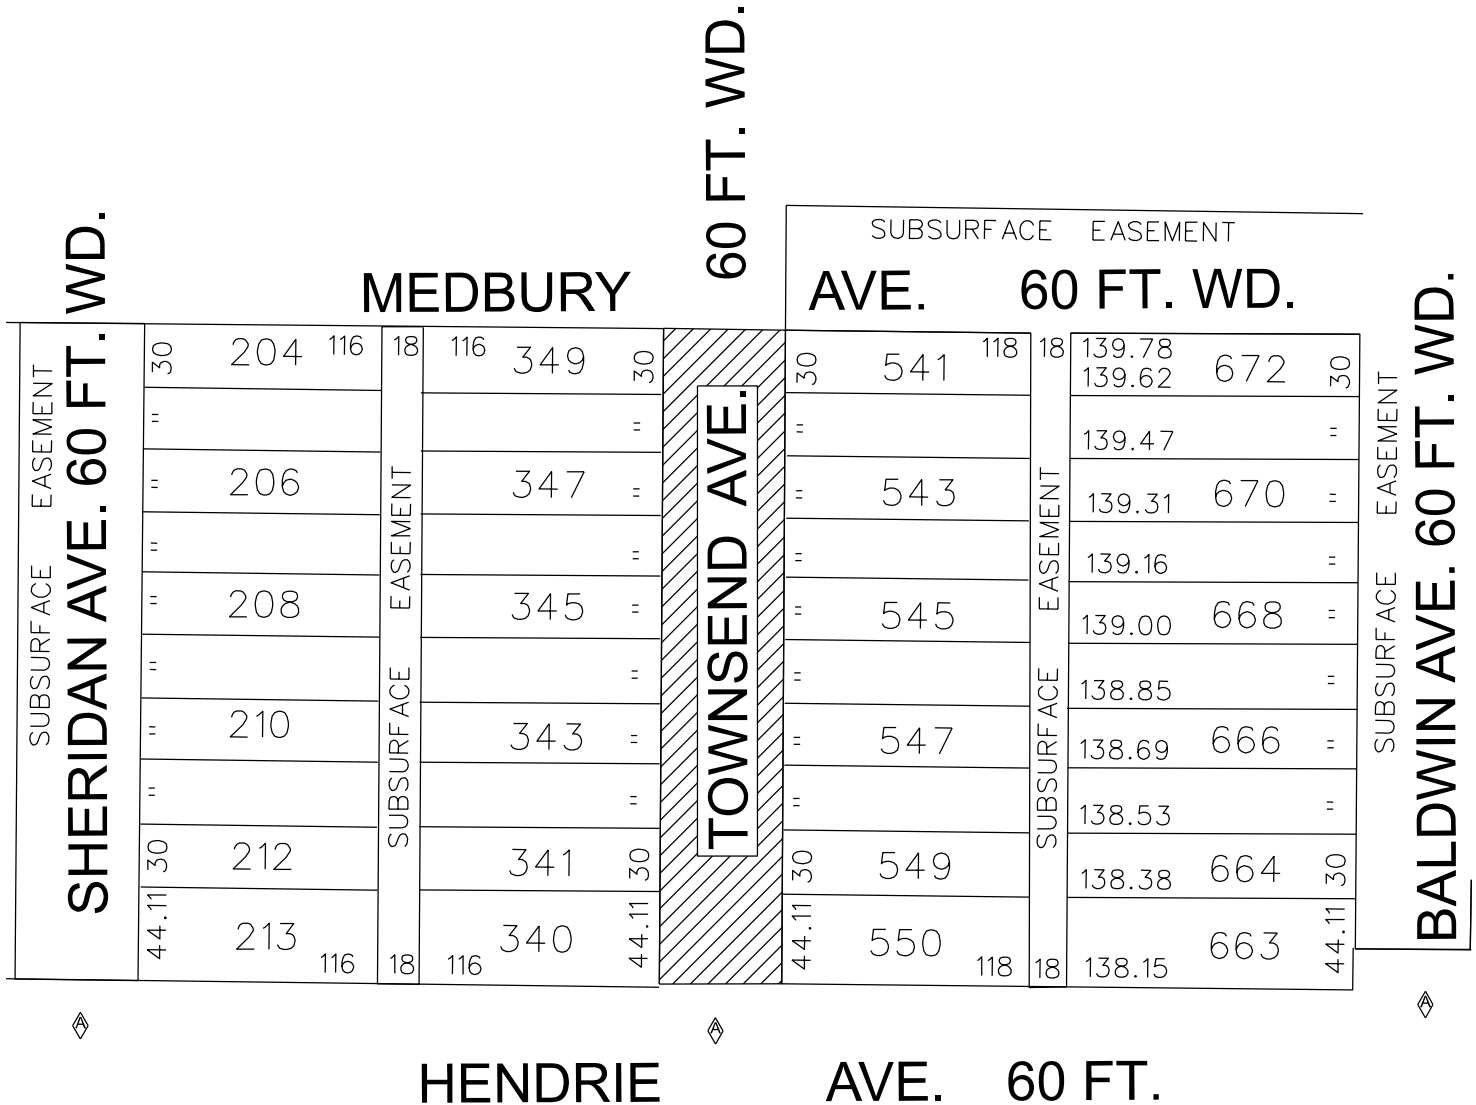 60 FT. WD.
SUBSURFACE EASEMENT
MEDBURY AVE. 60 FT. WD.
SUBSURFACE EASEMENT
SHERIDAN AVE. 60 FT. WD.
30 204 116 18 116 349 30
30 541 118 18 139.78 672 30
139.62
" " " 139.47 "
" 206 347 " " 543 139.31 670 "
" " " 139.16 "
" 208 345 " " 545 139.00 668 "
" " " 138.85 "
" 210 343 " " 547 138.69 666 "
" " " 138.53 "
30 212 341 30 30 549 138.38 664 30
44.11 213 116 18 116 340 44.11
44.11 550 118 18 138.15 663 44.11
SUBSURFACE EASEMENT
TOWNSEND AVE.
SUBSURFACE EASEMENT
SUBSURFACE EASEMENT
BALDWIN AVE. 60 FT. WD.
A A A
HENDRIE AVE. 60 FT.